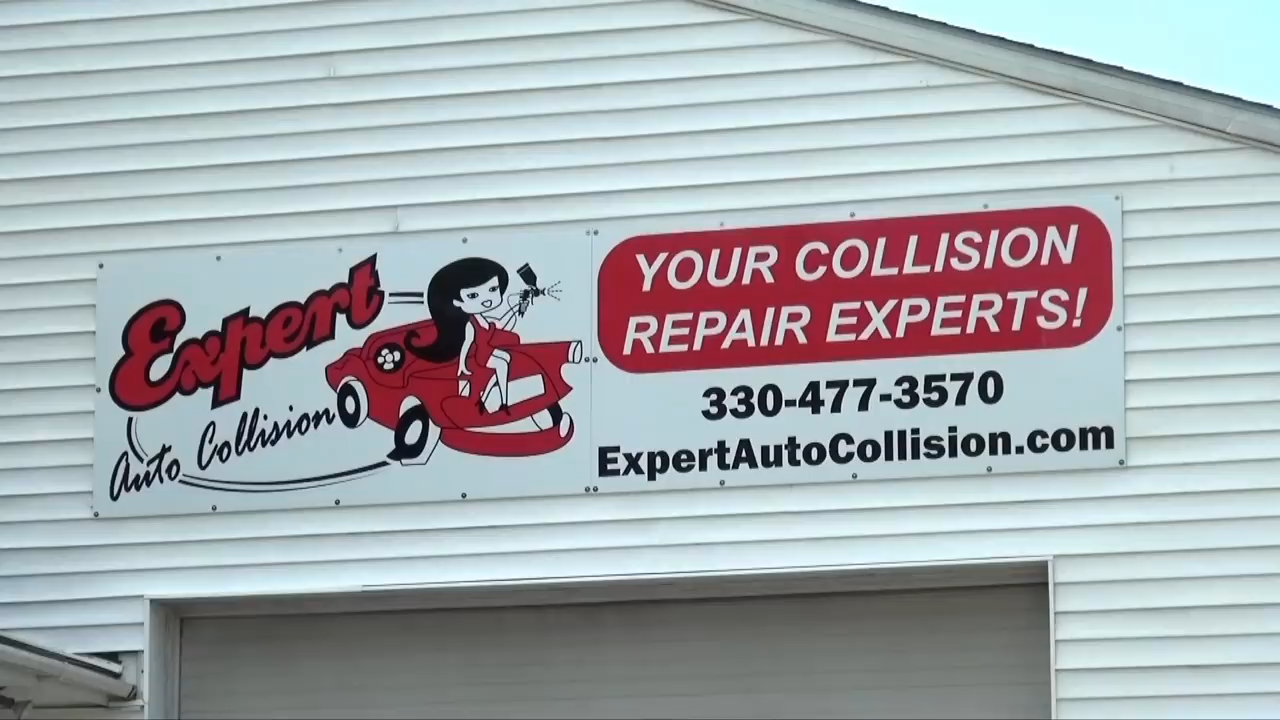 Expert
Auto Collision
YOUR COLLISION
REPAIR EXPERTS!
330-477-3570
ExpertAutoCollision.com